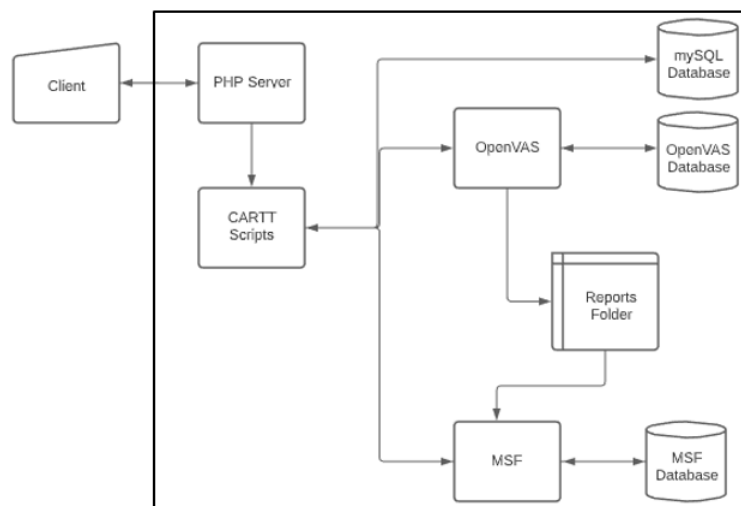 mySQL
Database
Client
PHP Server
OpenVAS
OpenVAS
Database
CARTT
Scripts
Reports
Folder
MSF
MSF
Database